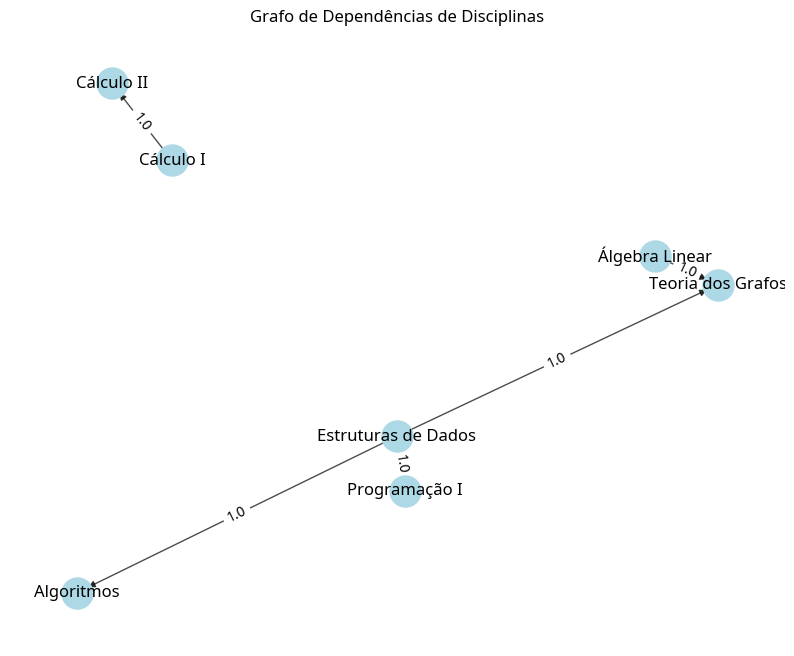 Grafo de Dependências de Disciplinas
Cálculo II
1.0
Cálculo I
Álgebra Linear
1.0
Teoria dos Grafos
1.0
Estruturas de Dados
1.0
Programação I
1.0
Algoritmos